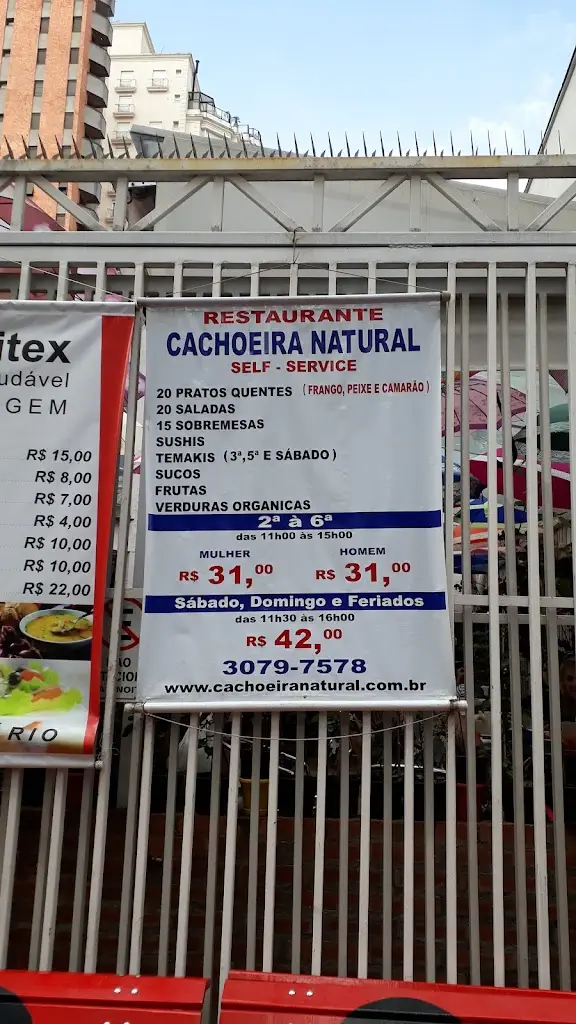 itex
udável
GEM
R$ 15,00
R$ 8,00
R$ 7,00
R$ 4,00
R$ 10,00
R$ 10,00
R$ 22,00
RIO
RESTAURANTE
CACHOEIRA NATURAL
SELF - SERVICE
20 PRATOS QUENTES ( FRANGO, PEIXE E CAMARÃO )
20 SALADAS
15 SOBREMESAS
SUSHIS
TEMAKIS ( 3ª,5ª E SÁBADO )
SUCOS
FRUTAS
VERDURAS ORGANICAS
2ª à 6ª
das 11h00 às 15h00
MULHER HOMEM
R$ 31,00 R$ 31,00
Sábado, Domingo e Feriados
das 11h30 às 16h00
R$ 42,00
3079-7578
www.cachoeiranatural.com.br